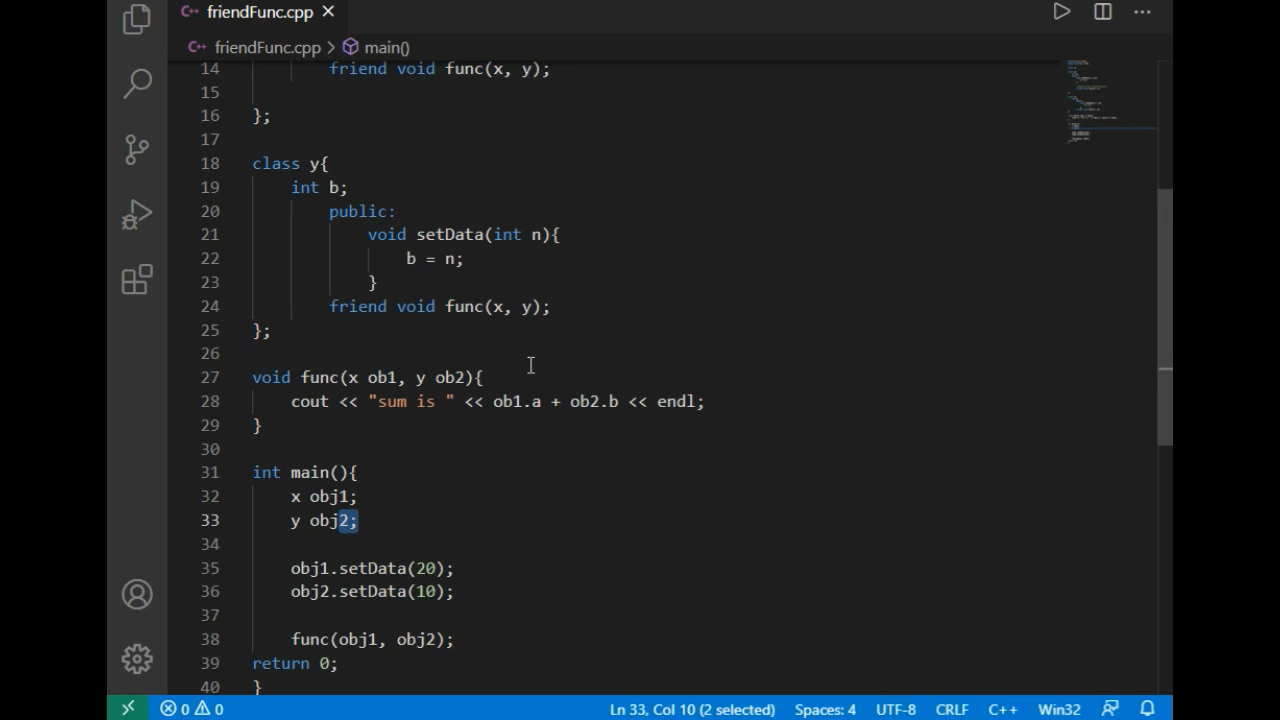 C++ friendFunc.cpp ×
C++ friendFunc.cpp > main()
14 friend void func(x, y);
15
16 };
17
18 class y{
19 int b;
20 public:
21 void setData(int n){
22 b = n;
23 }
24 friend void func(x, y);
25 };
26
27 void func(x ob1, y ob2){
28 cout << "sum is " << ob1.a + ob2.b << endl;
29 }
30
31 int main(){
32 x obj1;
33 y obj2;
34
35 obj1.setData(20);
36 obj2.setData(10);
37
38 func(obj1, obj2);
39 return 0;
40 }
0 0 Ln 33, Col 10 (2 selected) Spaces: 4 UTF-8 CRLF C++ Win32